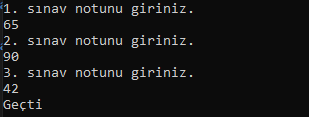 1. sınav notunu giriniz.
65
2. sınav notunu giriniz.
90
3. sınav notunu giriniz.
42
Geçti